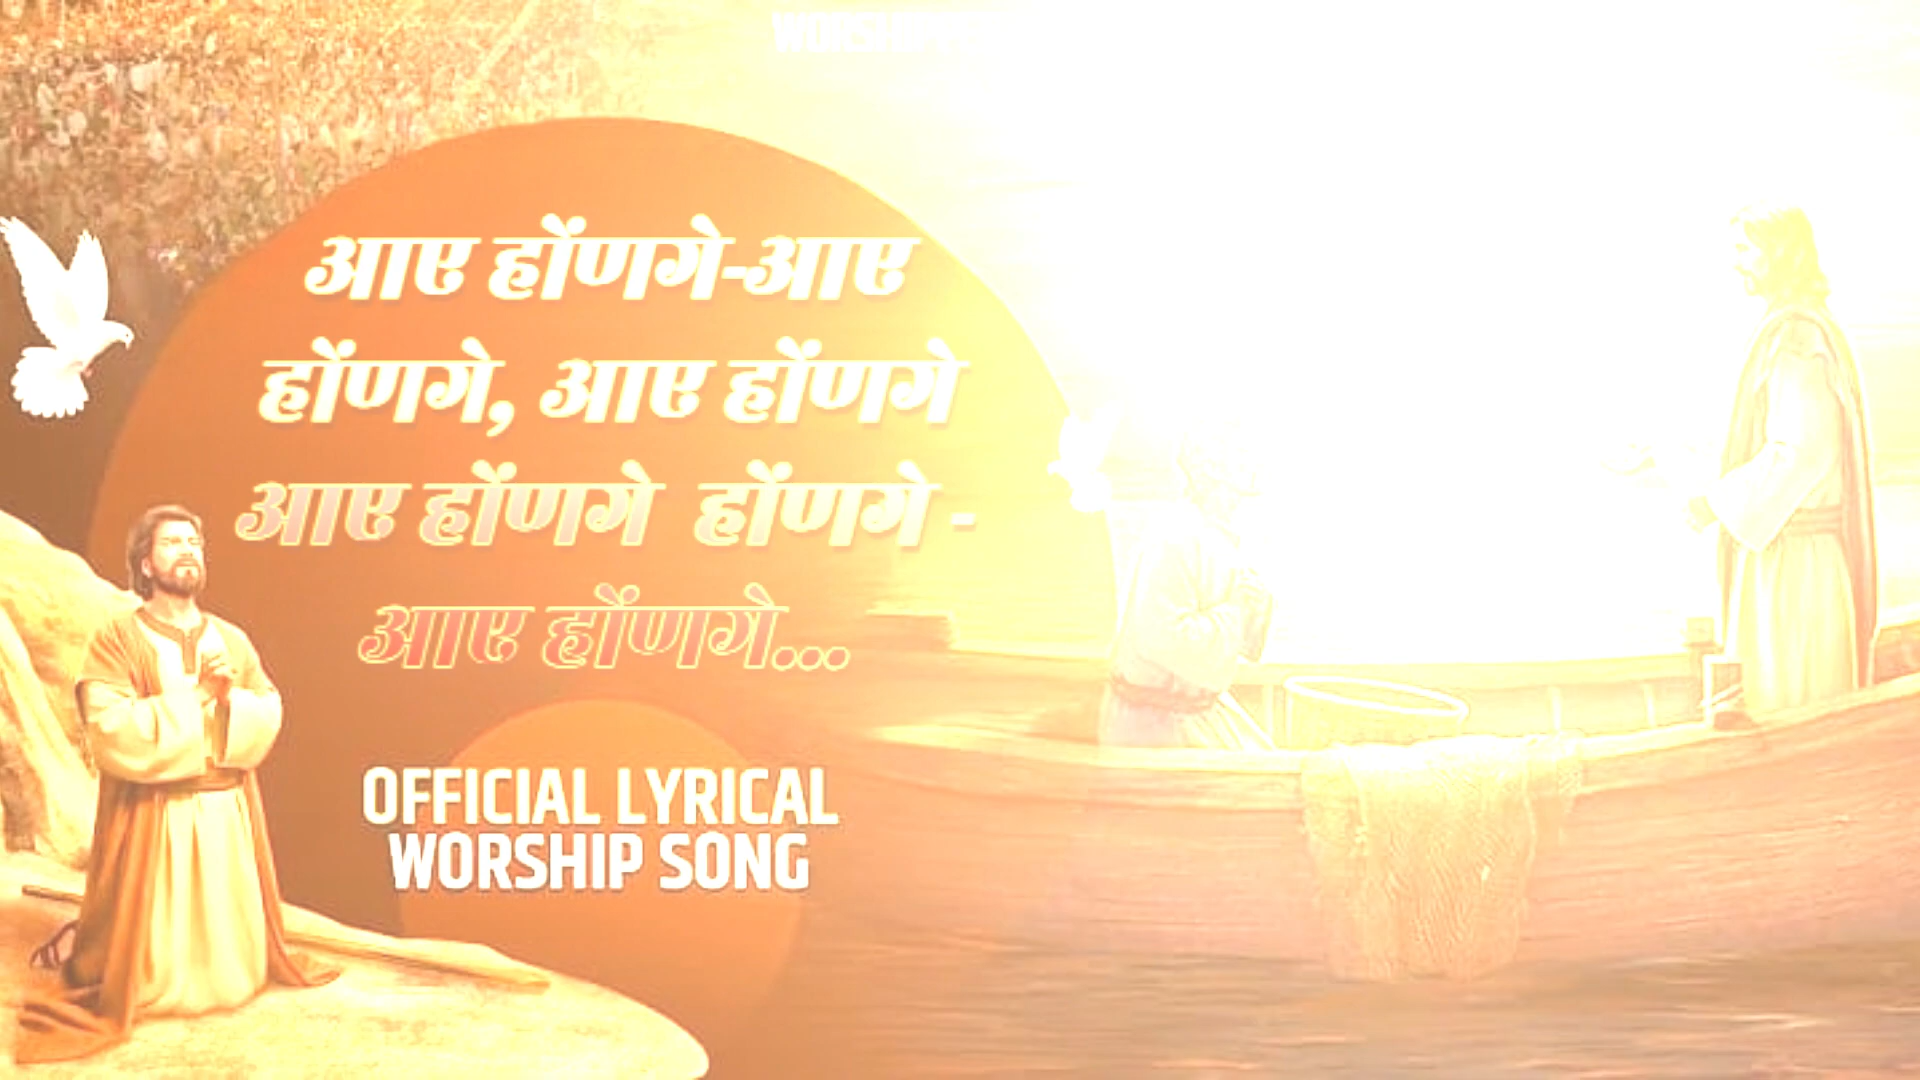 आए होंणगे-आए
होंणगे, आए होंणगे
आए होंणगे होंणगे -
आए होंणगे...
OFFICIAL LYRICAL
WORSHIP SONG